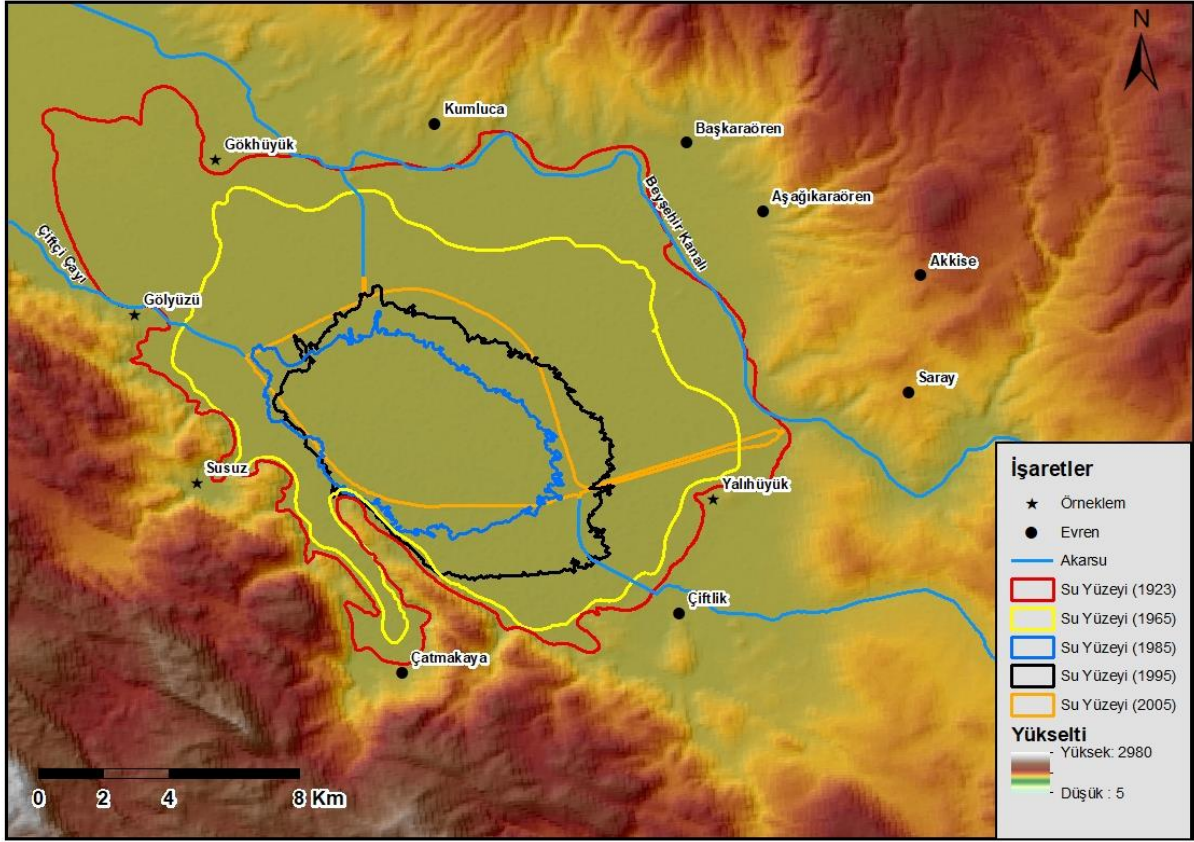 N
Kumluca
Başkaraören
Gökhüyük
Aşağıkaraören
Beyşehir Kanalı
Akkise
Çiftçi Çayı
Gölyüzü
Saray
Susuz
Yalıhüyük
Çiftlik
Çatmakaya
İşaretler
Örneklem
Evren
Akarsu
Su Yüzeyi (1923)
Su Yüzeyi (1965)
Su Yüzeyi (1985)
Su Yüzeyi (1995)
Su Yüzeyi (2005)
Yükselti
Yüksek: 2980
Düşük : 5
0 2 4 8 Km